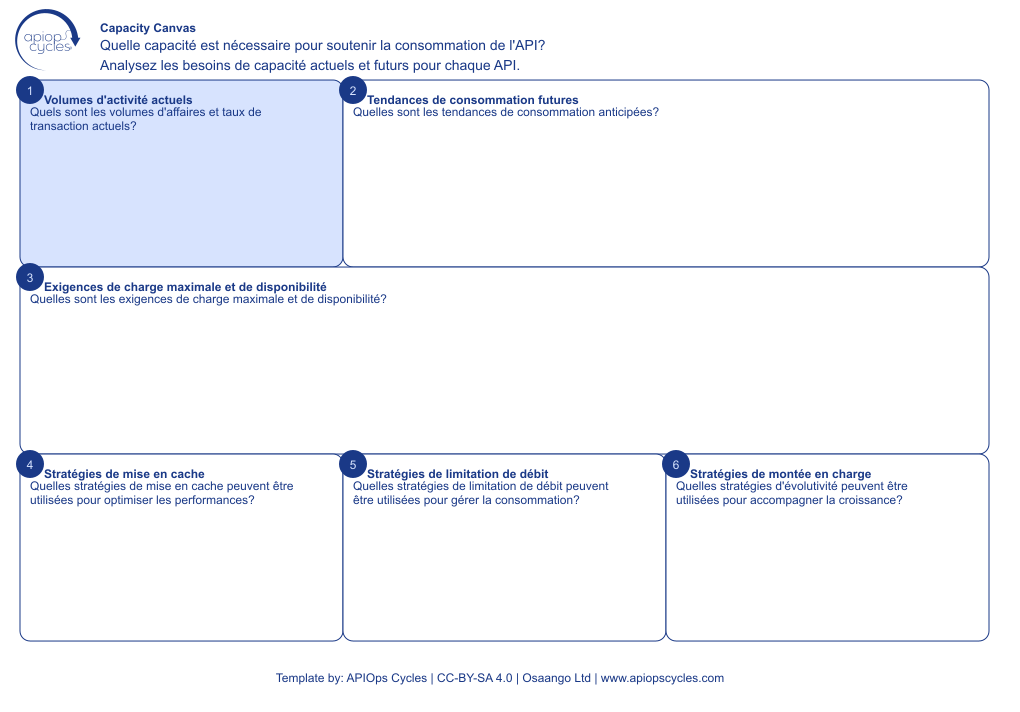 apiops
cycles
Capacity Canvas
Quelle capacité est nécessaire pour soutenir la consommation de l'API?
Analysez les besoins de capacité actuels et futurs pour chaque API.
1
Volumes d'activité actuels
Quels sont les volumes d'affaires et taux de
transaction actuels?
2
Tendances de consommation futures
Quelles sont les tendances de consommation anticipées?
3
Exigences de charge maximale et de disponibilité
Quelles sont les exigences de charge maximale et de disponibilité?
4
Stratégies de mise en cache
Quelles stratégies de mise en cache peuvent être
utilisées pour optimiser les performances?
5
Stratégies de limitation de débit
Quelles stratégies de limitation de débit peuvent
être utilisées pour gérer la consommation?
6
Stratégies de montée en charge
Quelles stratégies d'évolutivité peuvent être
utilisées pour accompagner la croissance?
Template by: APIOps Cycles | CC-BY-SA 4.0 | Osaango Ltd | www.apiopscycles.com